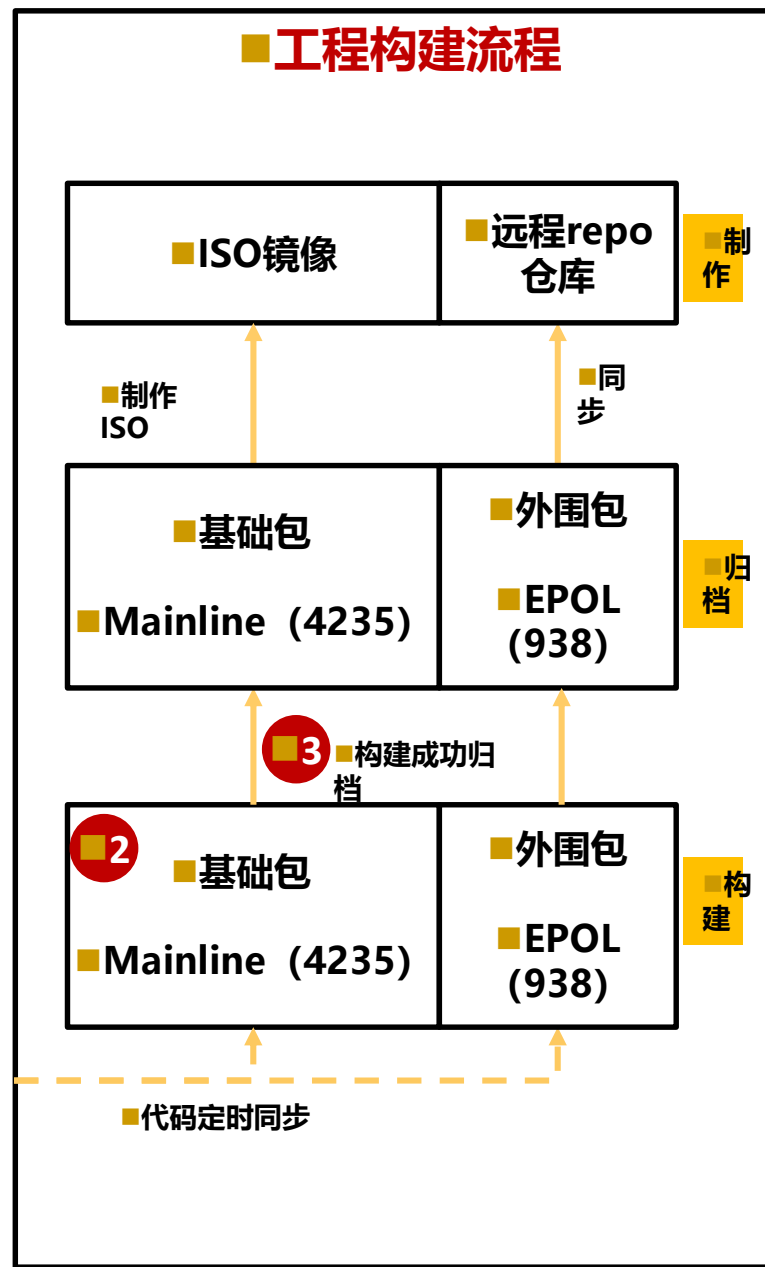 ■工程构建流程
■ISO镜像
■远程repo
仓库
■制
作
■制作
ISO
■同
步
■基础包
■Mainline（4235）
■外围包
■EPOL
（938）
■归
档
■3
■构建成功归
档
■2
■基础包
■Mainline（4235）
■外围包
■EPOL
（938）
■构
建
■代码定时同步